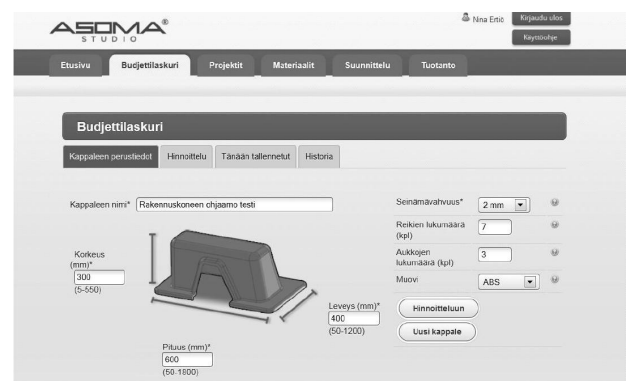 ASOMA®
STUDIO
Nina Ertiö
Kirjaudu ulos
Käyttöohje
Etusivu Budjettilaskuri Projektit Materiaalit Suunnittelu Tuotanto
Budjettilaskuri
Kappaleen perustiedot Hinnoittelu Tänään tallennetut Historia
Kappaleen nimi* Rakennuskoneen ohjaamo testi
Korkeus
(mm)*
300
(5-550)
Leveys (mm)*
400
(50-1200)
Pituus (mm)*
600
(50-1800)
Seinämävahvuus* 2 mm
Reikien lukumäärä
(kpl)
7
Aukkojen
lukumäärä (kpl)
3
Muovi ABS
Hinnoitteluun
Uusi kappale